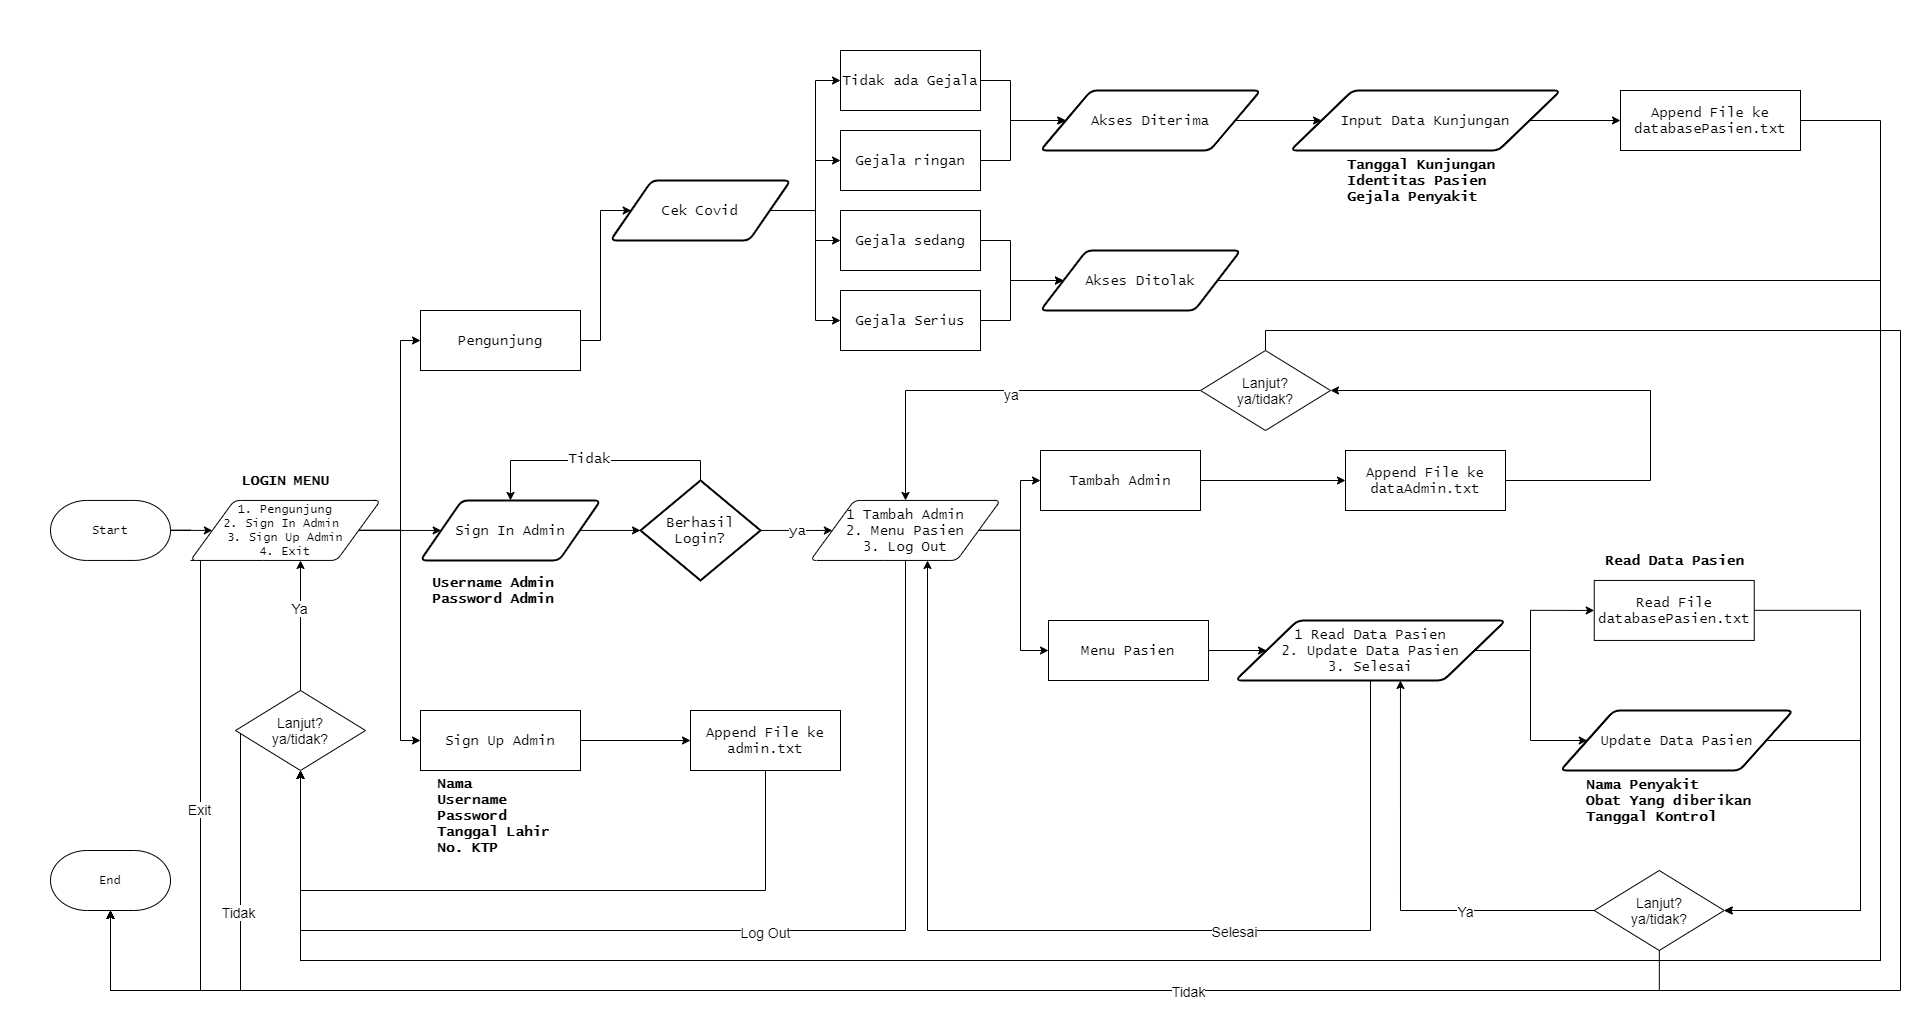 Tidak ada Gejala
Gejala ringan
Gejala sedang
Gejala Serius
Akses Diterima
Input Data Kunjungan
Append File ke
databasePasien.txt
Tanggal Kunjungan
Identitas Pasien
Gejala Penyakit
Cek Covid
Akses Ditolak
Pengunjung
Lanjut?
ya/tidak?
ya
LOGIN MENU
Start
1. Pengunjung
2. Sign In Admin
3. Sign Up Admin
4. Exit
Tidak
Sign In Admin
Username Admin
Password Admin
Berhasil
Login?
ya
1 Tambah Admin
2. Menu Pasien
3. Log Out
Tambah Admin
Append File ke
dataAdmin.txt
Read Data Pasien
Read File
databasePasien.txt
Menu Pasien
1 Read Data Pasien
2. Update Data Pasien
3. Selesai
Update Data Pasien
Nama Penyakit
Obat Yang diberikan
Tanggal Kontrol
Ya
Lanjut?
ya/tidak?
Sign Up Admin
Append File ke
admin.txt
Nama
Username
Password
Tanggal Lahir
No. KTP
Exit
End
Tidak
Log Out
Selesai
Ya
Lanjut?
ya/tidak?
Tidak